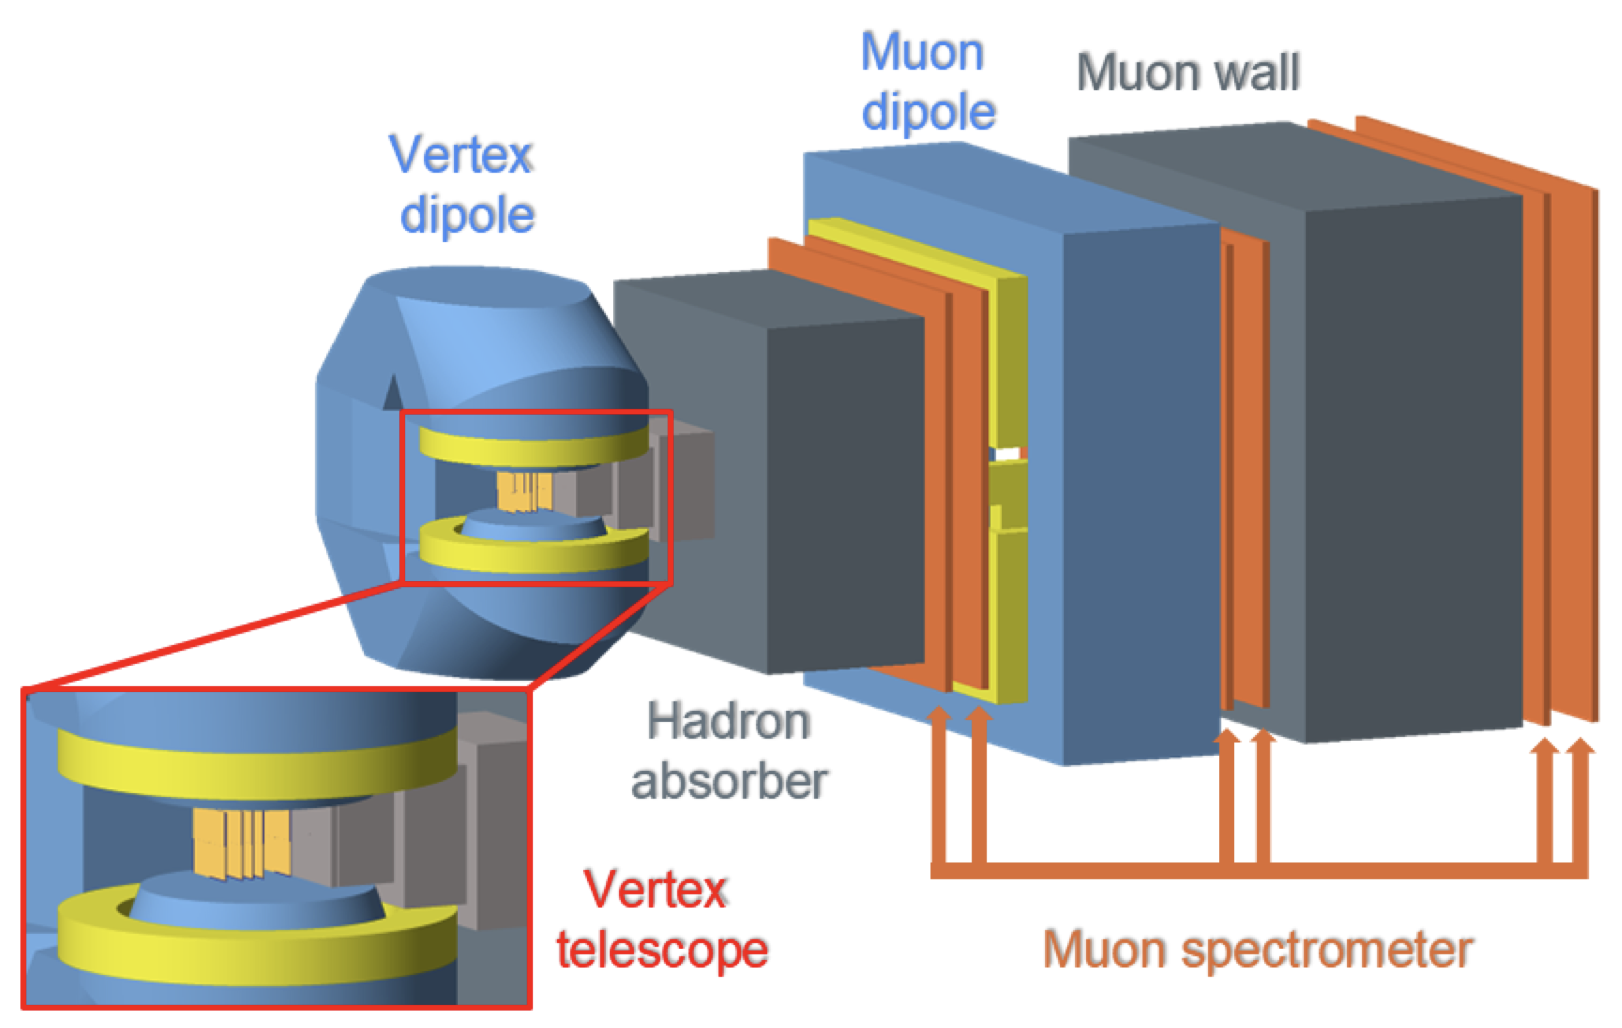 Muon
dipole
Muon wall
Vertex
dipole
Hadron
absorber
Vertex
telescope
Muon spectrometer